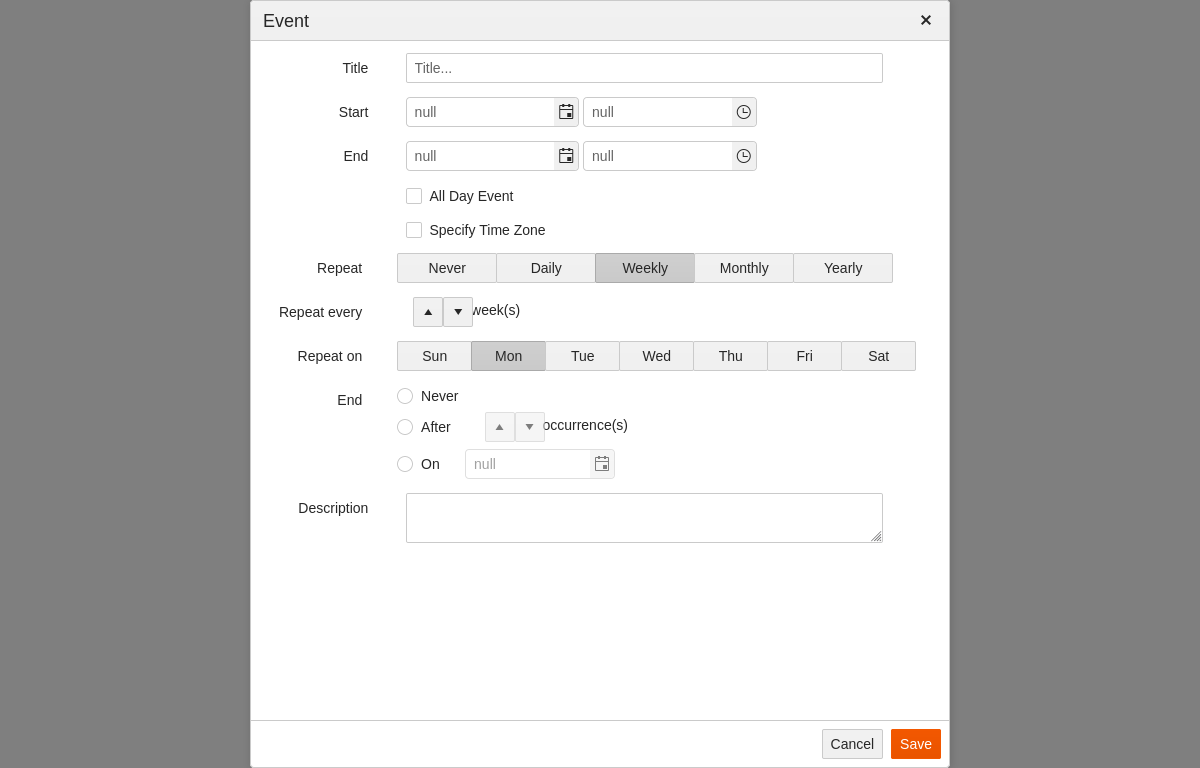 Event
Title Title...
Start null null
End null null
All Day Event
Specify Time Zone
Repeat Never Daily Weekly Monthly Yearly
Repeat every week(s)
Repeat on Sun Mon Tue Wed Thu Fri Sat
End Never
After occurrence(s)
On null
Description
Cancel Save